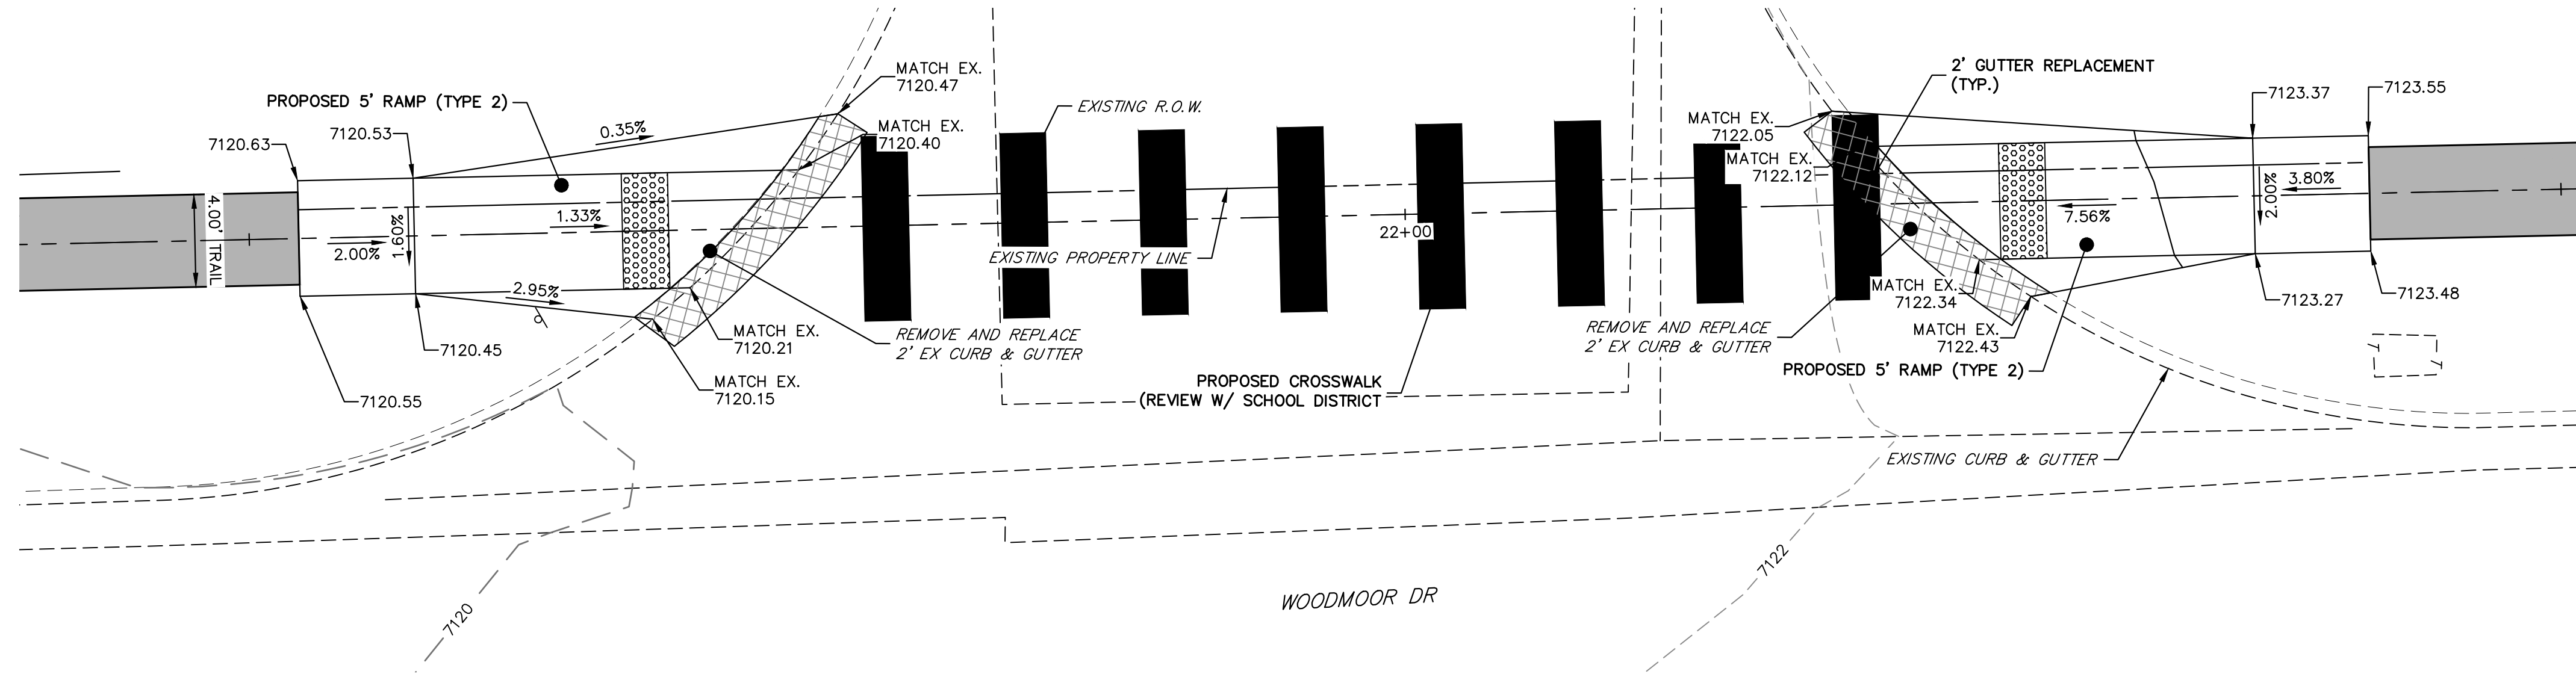 PROPOSED 5' RAMP (TYPE 2)
7120.63
7120.53
0.35%
MATCH EX.
7120.47
MATCH EX.
7120.40
4.00' TRAIL
2.00%
1.60%
1.33%
2.95%
7120.55
7120.45
MATCH EX.
7120.21
MATCH EX.
7120.15
REMOVE AND REPLACE
2' EX CURB & GUTTER
EXISTING R.O.W.
EXISTING PROPERTY LINE
22+00
PROPOSED CROSSWALK
(REVIEW W/ SCHOOL DISTRICT
2' GUTTER REPLACEMENT
(TYP.)
MATCH EX.
7122.05
MATCH EX.
7122.12
7123.37
7123.55
2.00%
3.80%
7.56%
MATCH EX.
7122.34
MATCH EX.
7122.43
REMOVE AND REPLACE
2' EX CURB & GUTTER
PROPOSED 5' RAMP (TYPE 2)
7123.27
7123.48
EXISTING CURB & GUTTER
7120
7122
WOODMOOR DR